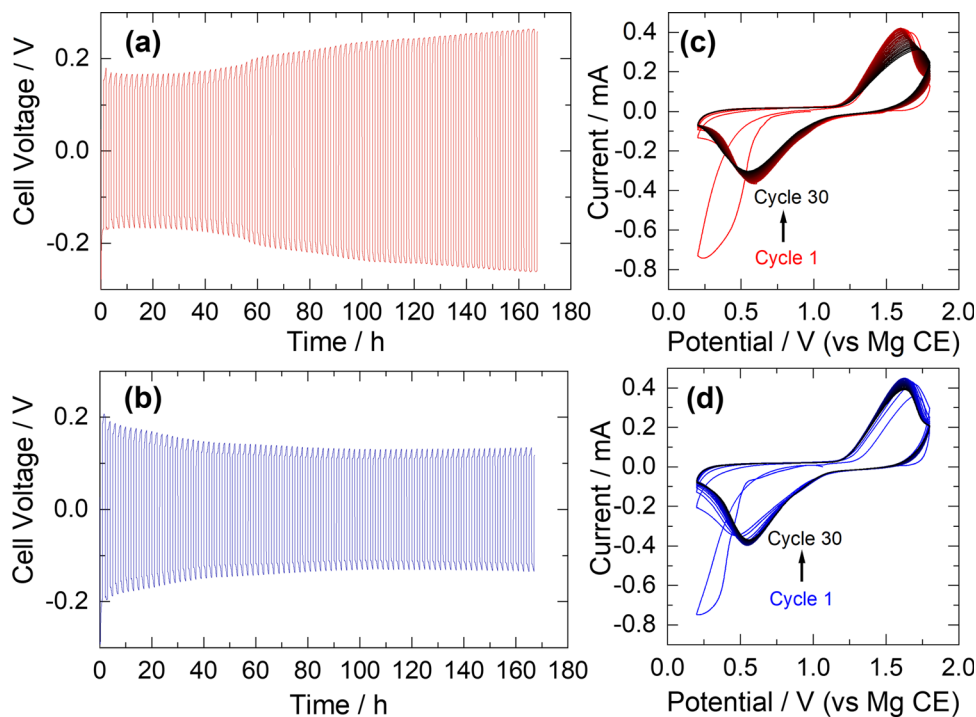 (a)
Cell Voltage / V
0.2
0.0
-0.2
0 20 40 60 80 100 120 140 160 180
Time / h
(c)
Current / mA
0.4
0.2
0.0
-0.2
-0.4
-0.6
-0.8
Cycle 30
Cycle 1
0.0 0.5 1.0 1.5 2.0
Potential / V (vs Mg CE)
(b)
Cell Voltage / V
0.2
0.0
-0.2
0 20 40 60 80 100 120 140 160 180
Time / h
(d)
Current / mA
0.4
0.2
0.0
-0.2
-0.4
-0.6
-0.8
Cycle 30
Cycle 1
0.0 0.5 1.0 1.5 2.0
Potential / V (vs Mg CE)